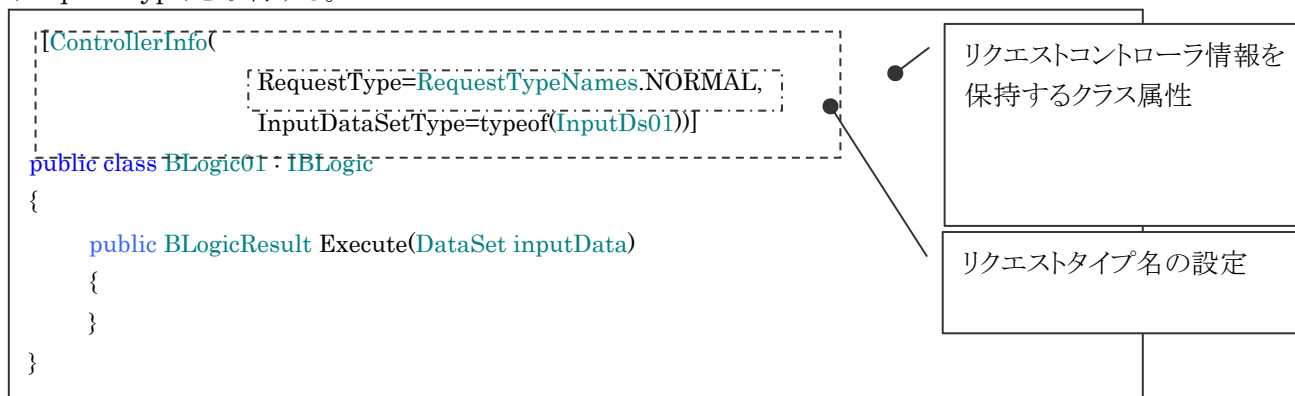 [ControllerInfo(
RequestType=RequestTypeNames.NORMAL,
InputDataSetType=typeof(InputDs01))]
public class BLogic01 : IBLogic
{
public BLogicResult Execute(DataSet inputData)
{
}
}
リクエストコントローラ情報を
保持するクラス属性
リクエストタイプ名の設定